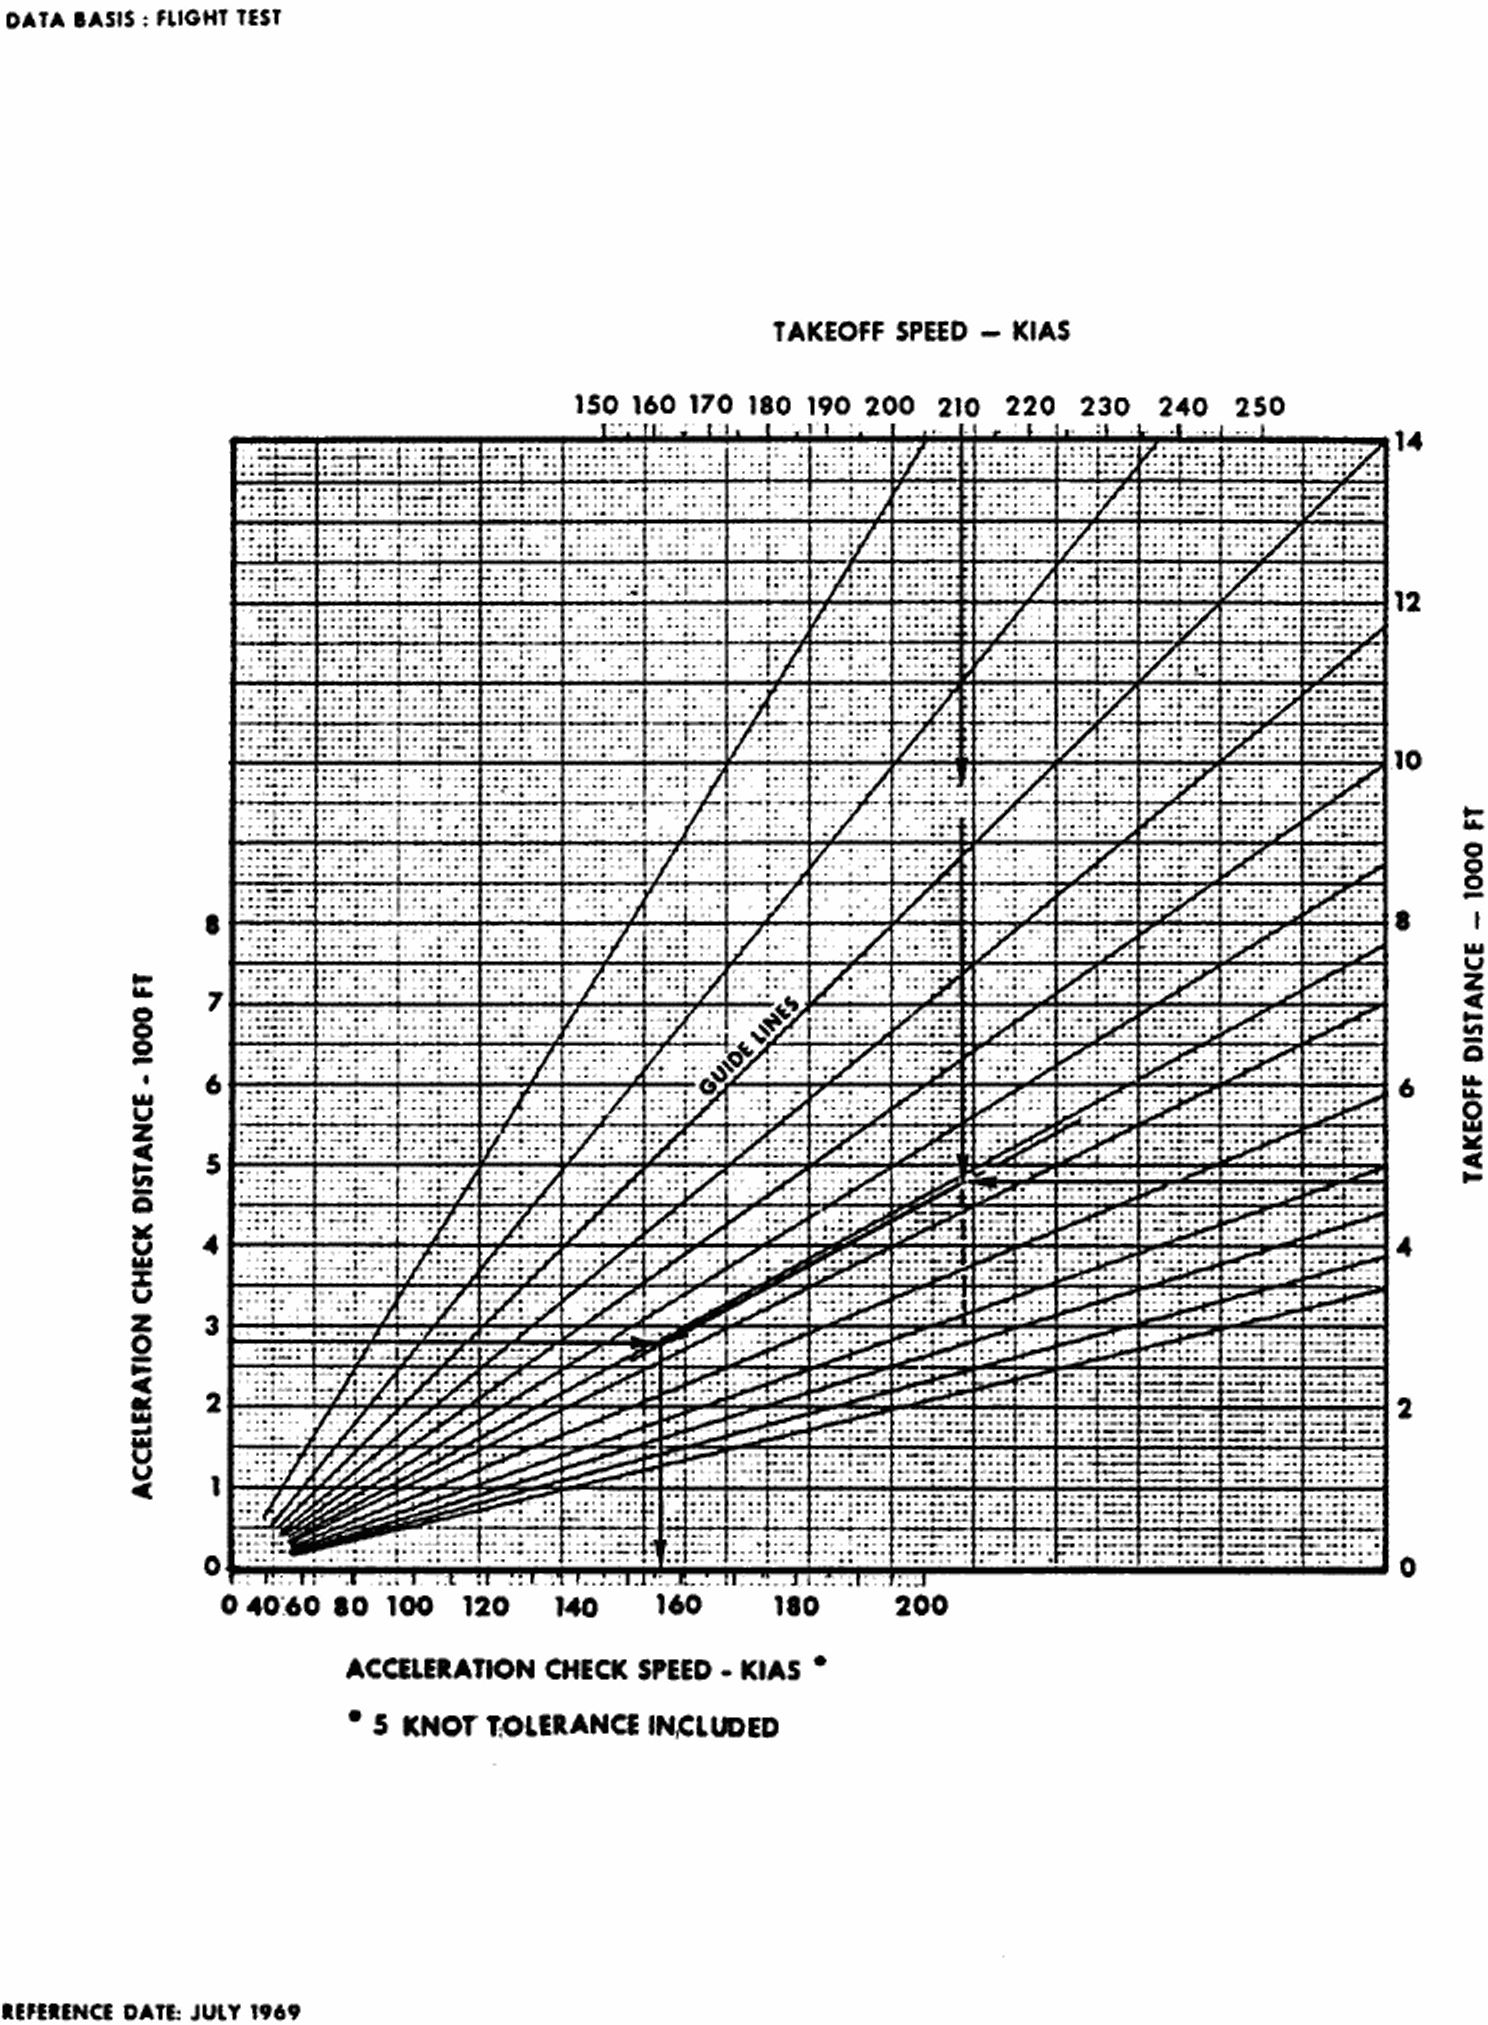 DATA BASIS : FLIGHT TEST
TAKEOFF SPEED — KIAS
150 160 170 180 190 200 210 220 230 240 250
14
12
10
8
6
4
2
0
TAKEOFF DISTANCE — 1000 FT
GUIDE LINES
8
7
6
5
4
3
2
1
0
ACCELERATION CHECK DISTANCE - 1000 FT
0 40 60 80 100 120 140 160 180 200
ACCELERATION CHECK SPEED - KIAS *
* 5 KNOT TOLERANCE INCLUDED
REFERENCE DATE: JULY 1969